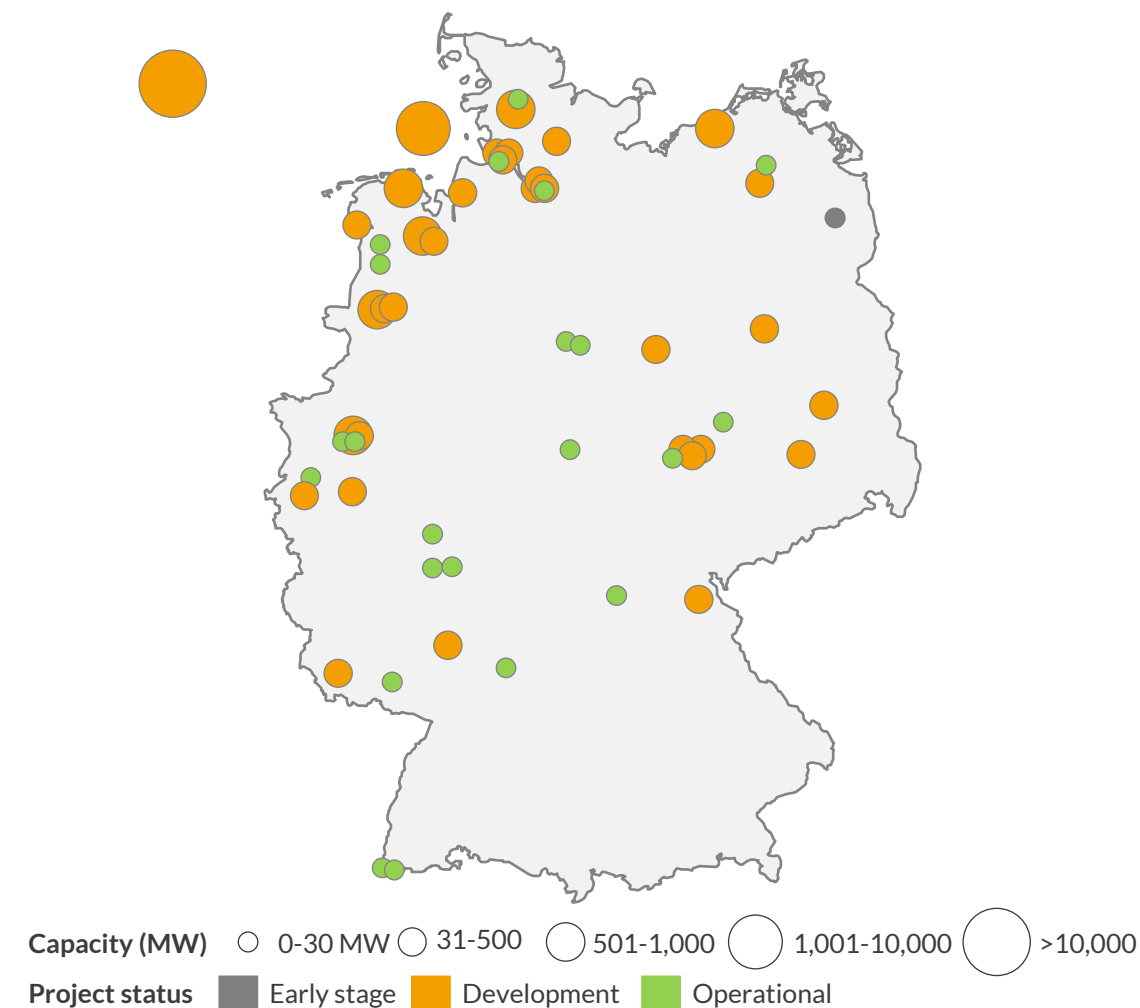 Capacity (MW) 0-30 MW 31-500 501-1,000 1,001-10,000 >10,000
Project status Early stage Development Operational